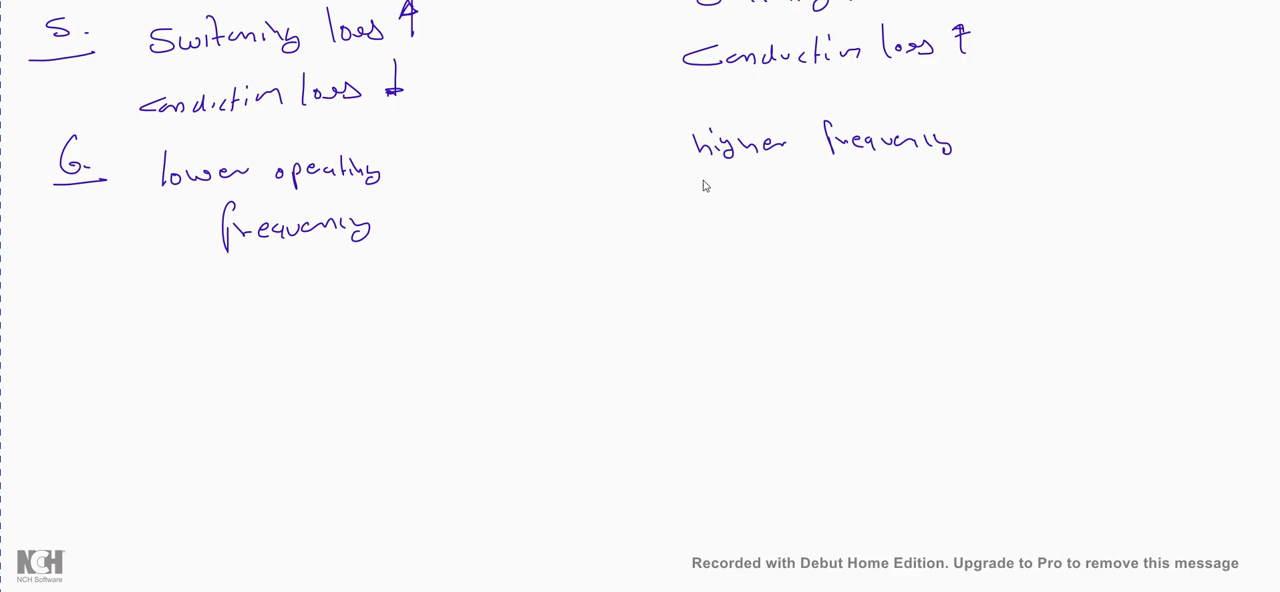 5. Switching loss ↑
Conduction loss ↑
conduction loss ↓
higher frequency
6. lower operating
frequency
NCH
NCH Software
Recorded with Debut Home Edition. Upgrade to Pro to remove this message